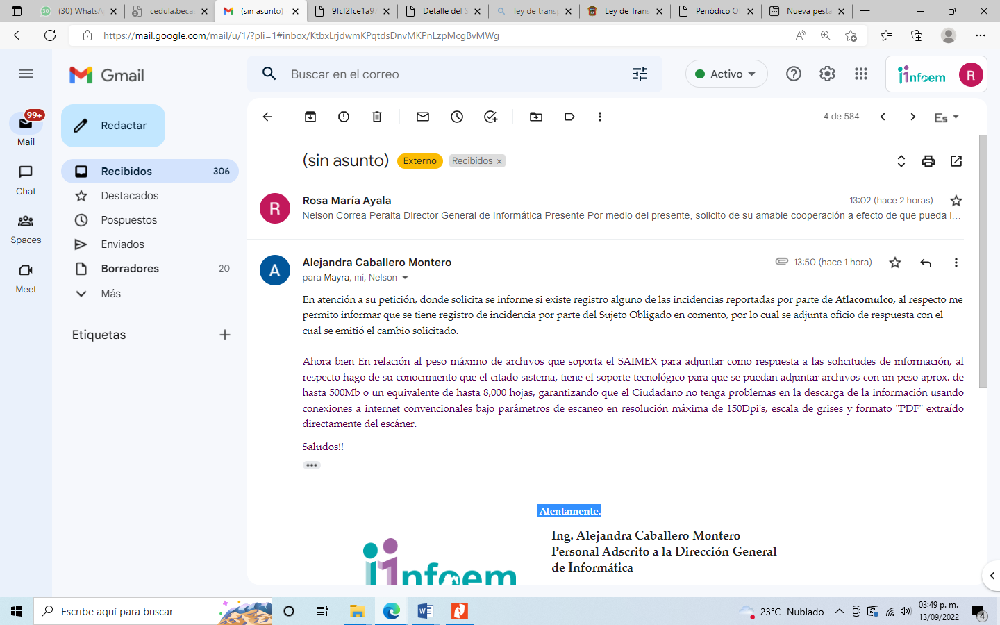 (30) WhatsA
cedula.beca
(sin asunto)
9fcf2fce1a97
Detalle del S
ley de transp
Ley de Trans
Periódico Of
Nueva pesta
https://mail.google.com/mail/u/1/?pli=1#inbox/KtbxLrjdwmKPqtdsDnvMKPnLzpMcgBvMWg
Gmail
Buscar en el correo
Activo
infoem
R
99+
Mail
Chat
Spaces
Meet
Redactar
Recibidos 306
Destacados
Pospuestos
Enviados
Borradores 20
Más
Etiquetas
4 de 584
Es
(sin asunto) Externo Recibidos ×
R
Rosa María Ayala 13:02 (hace 2 horas)
Nelson Correa Peralta Director General de Informática Presente Por medio del presente, solicito de su amable cooperación a efecto de que pueda i…
A
Alejandra Caballero Montero 13:50 (hace 1 hora)
para Mayra, mí, Nelson
En atención a su petición, donde solicita se informe si existe registro alguno de las incidencias reportadas por parte de Atlacomulco, al respecto me
permito informar que se tiene registro de incidencia por parte del Sujeto Obligado en comento, por lo cual se adjunta oficio de respuesta con el
cual se emitió el cambio solicitado.
Ahora bien En relación al peso máximo de archivos que soporta el SAIMEX para adjuntar como respuesta a las solicitudes de información, al
respecto hago de su conocimiento que el citado sistema, tiene el soporte tecnológico para que se puedan adjuntar archivos con un peso aprox. de
hasta 500Mb o un equivalente de hasta 8,000 hojas, garantizando que el Ciudadano no tenga problemas en la descarga de la información usando
conexiones a internet convencionales bajo parámetros de escaneo en resolución máxima de 150Dpi's, escala de grises y formato "PDF" extraído
directamente del escáner.
Saludos!!
--
Atentamente.
Ing. Alejandra Caballero Montero
Personal Adscrito a la Dirección General
de Informática
infoem
Escribe aquí para buscar
23°C Nublado
03:49 p. m.
13/09/2022
4